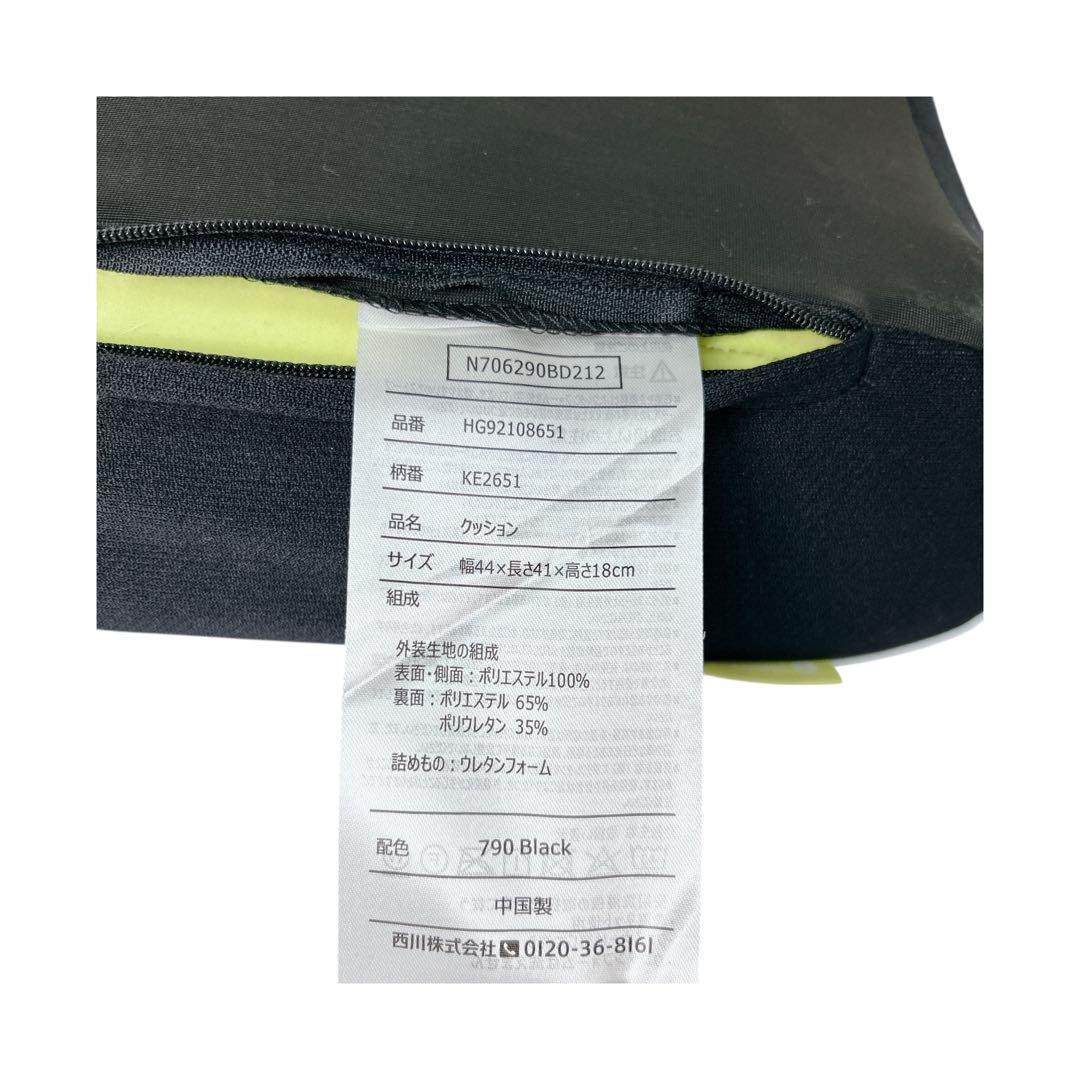 N706290BD212
品番 HG92108651
柄番 KE2651
品名 クッション
サイズ 幅44×長さ41×高さ18cm
組成
外装生地の組成
表面・側面：ポリエステル100%
裏面：ポリエステル 65%
ポリウレタン 35%
詰めもの：ウレタンフォーム
配色 790 Black
中国製
西川株式会社 0120-36-8161